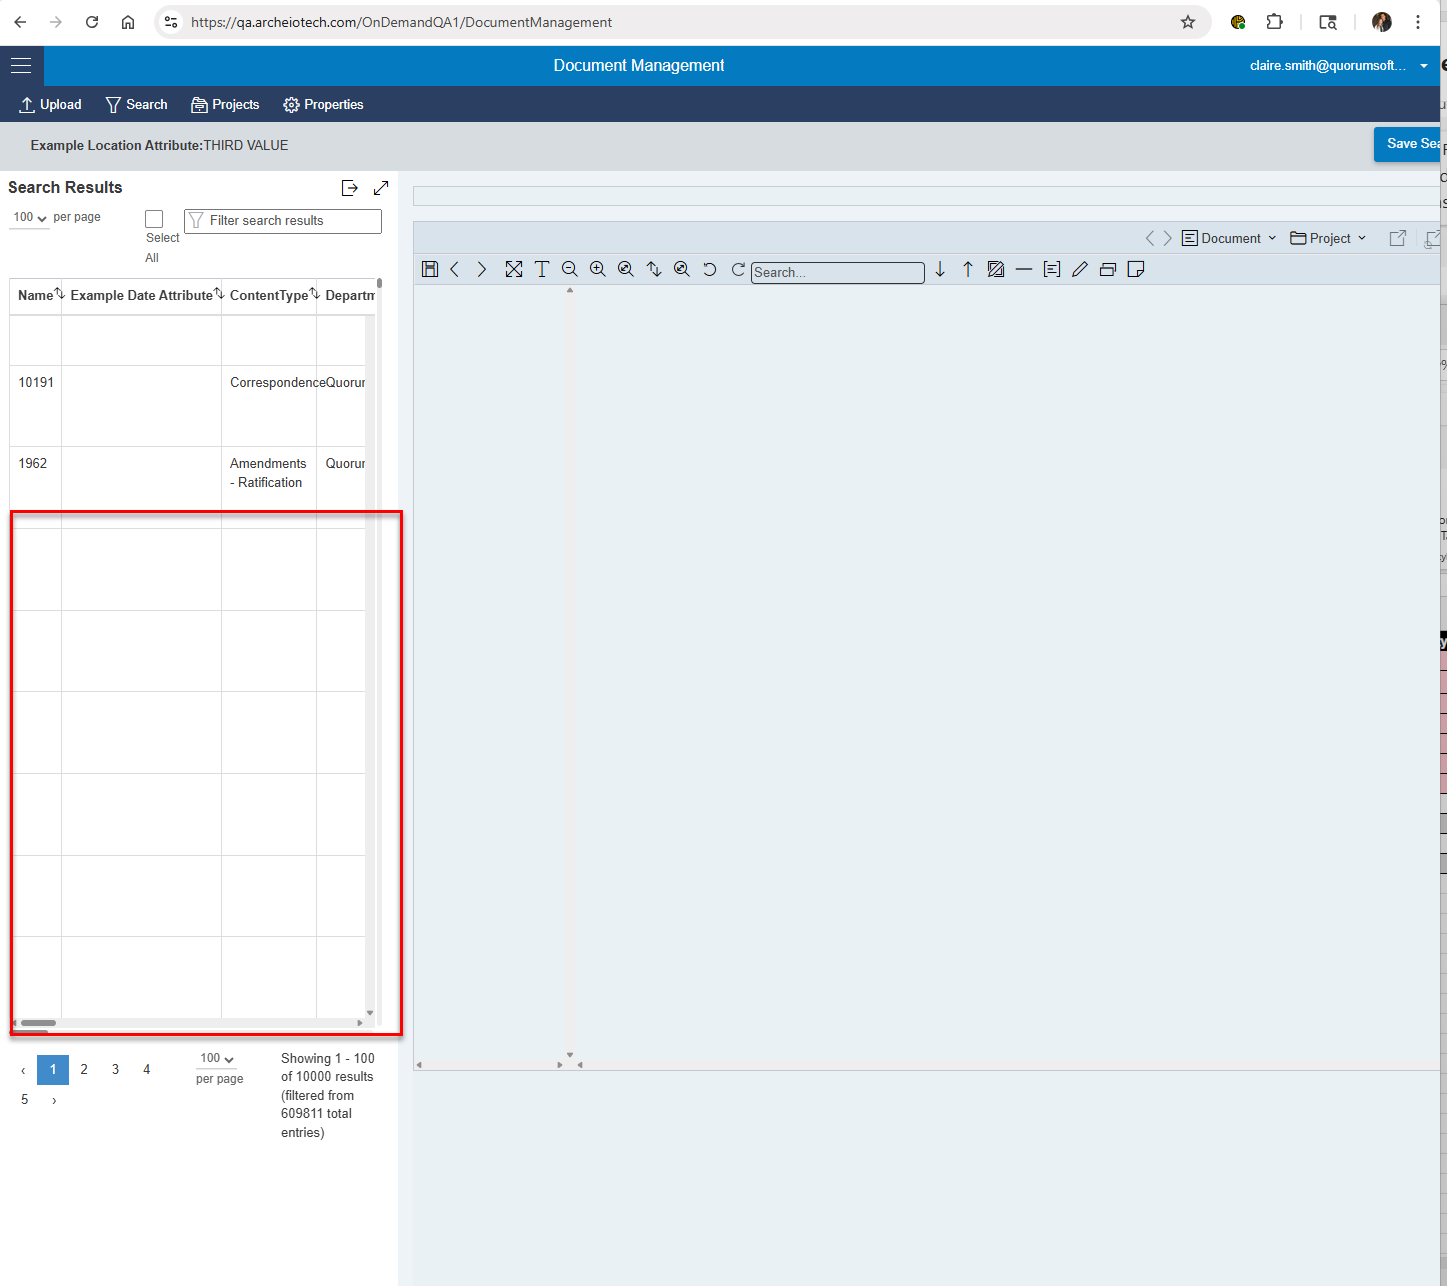 https://qa.archeiotech.com/OnDemandQA1/DocumentManagement
Document Management
claire.smith@quorumsoft...
Upload Search Projects Properties
Example Location Attribute:THIRD VALUE
Save Sea
Search Results
100 per page
Select All
Filter search results
Document Project
Search...
Name Example Date Attribute ContentType Departm
10191 Correspondence Quorur
1962 Amendments - Ratification Quorur
‹ 1 2 3 4
5 ›
100
per page
Showing 1 - 100
of 10000 results
(filtered from
609811 total
entries)